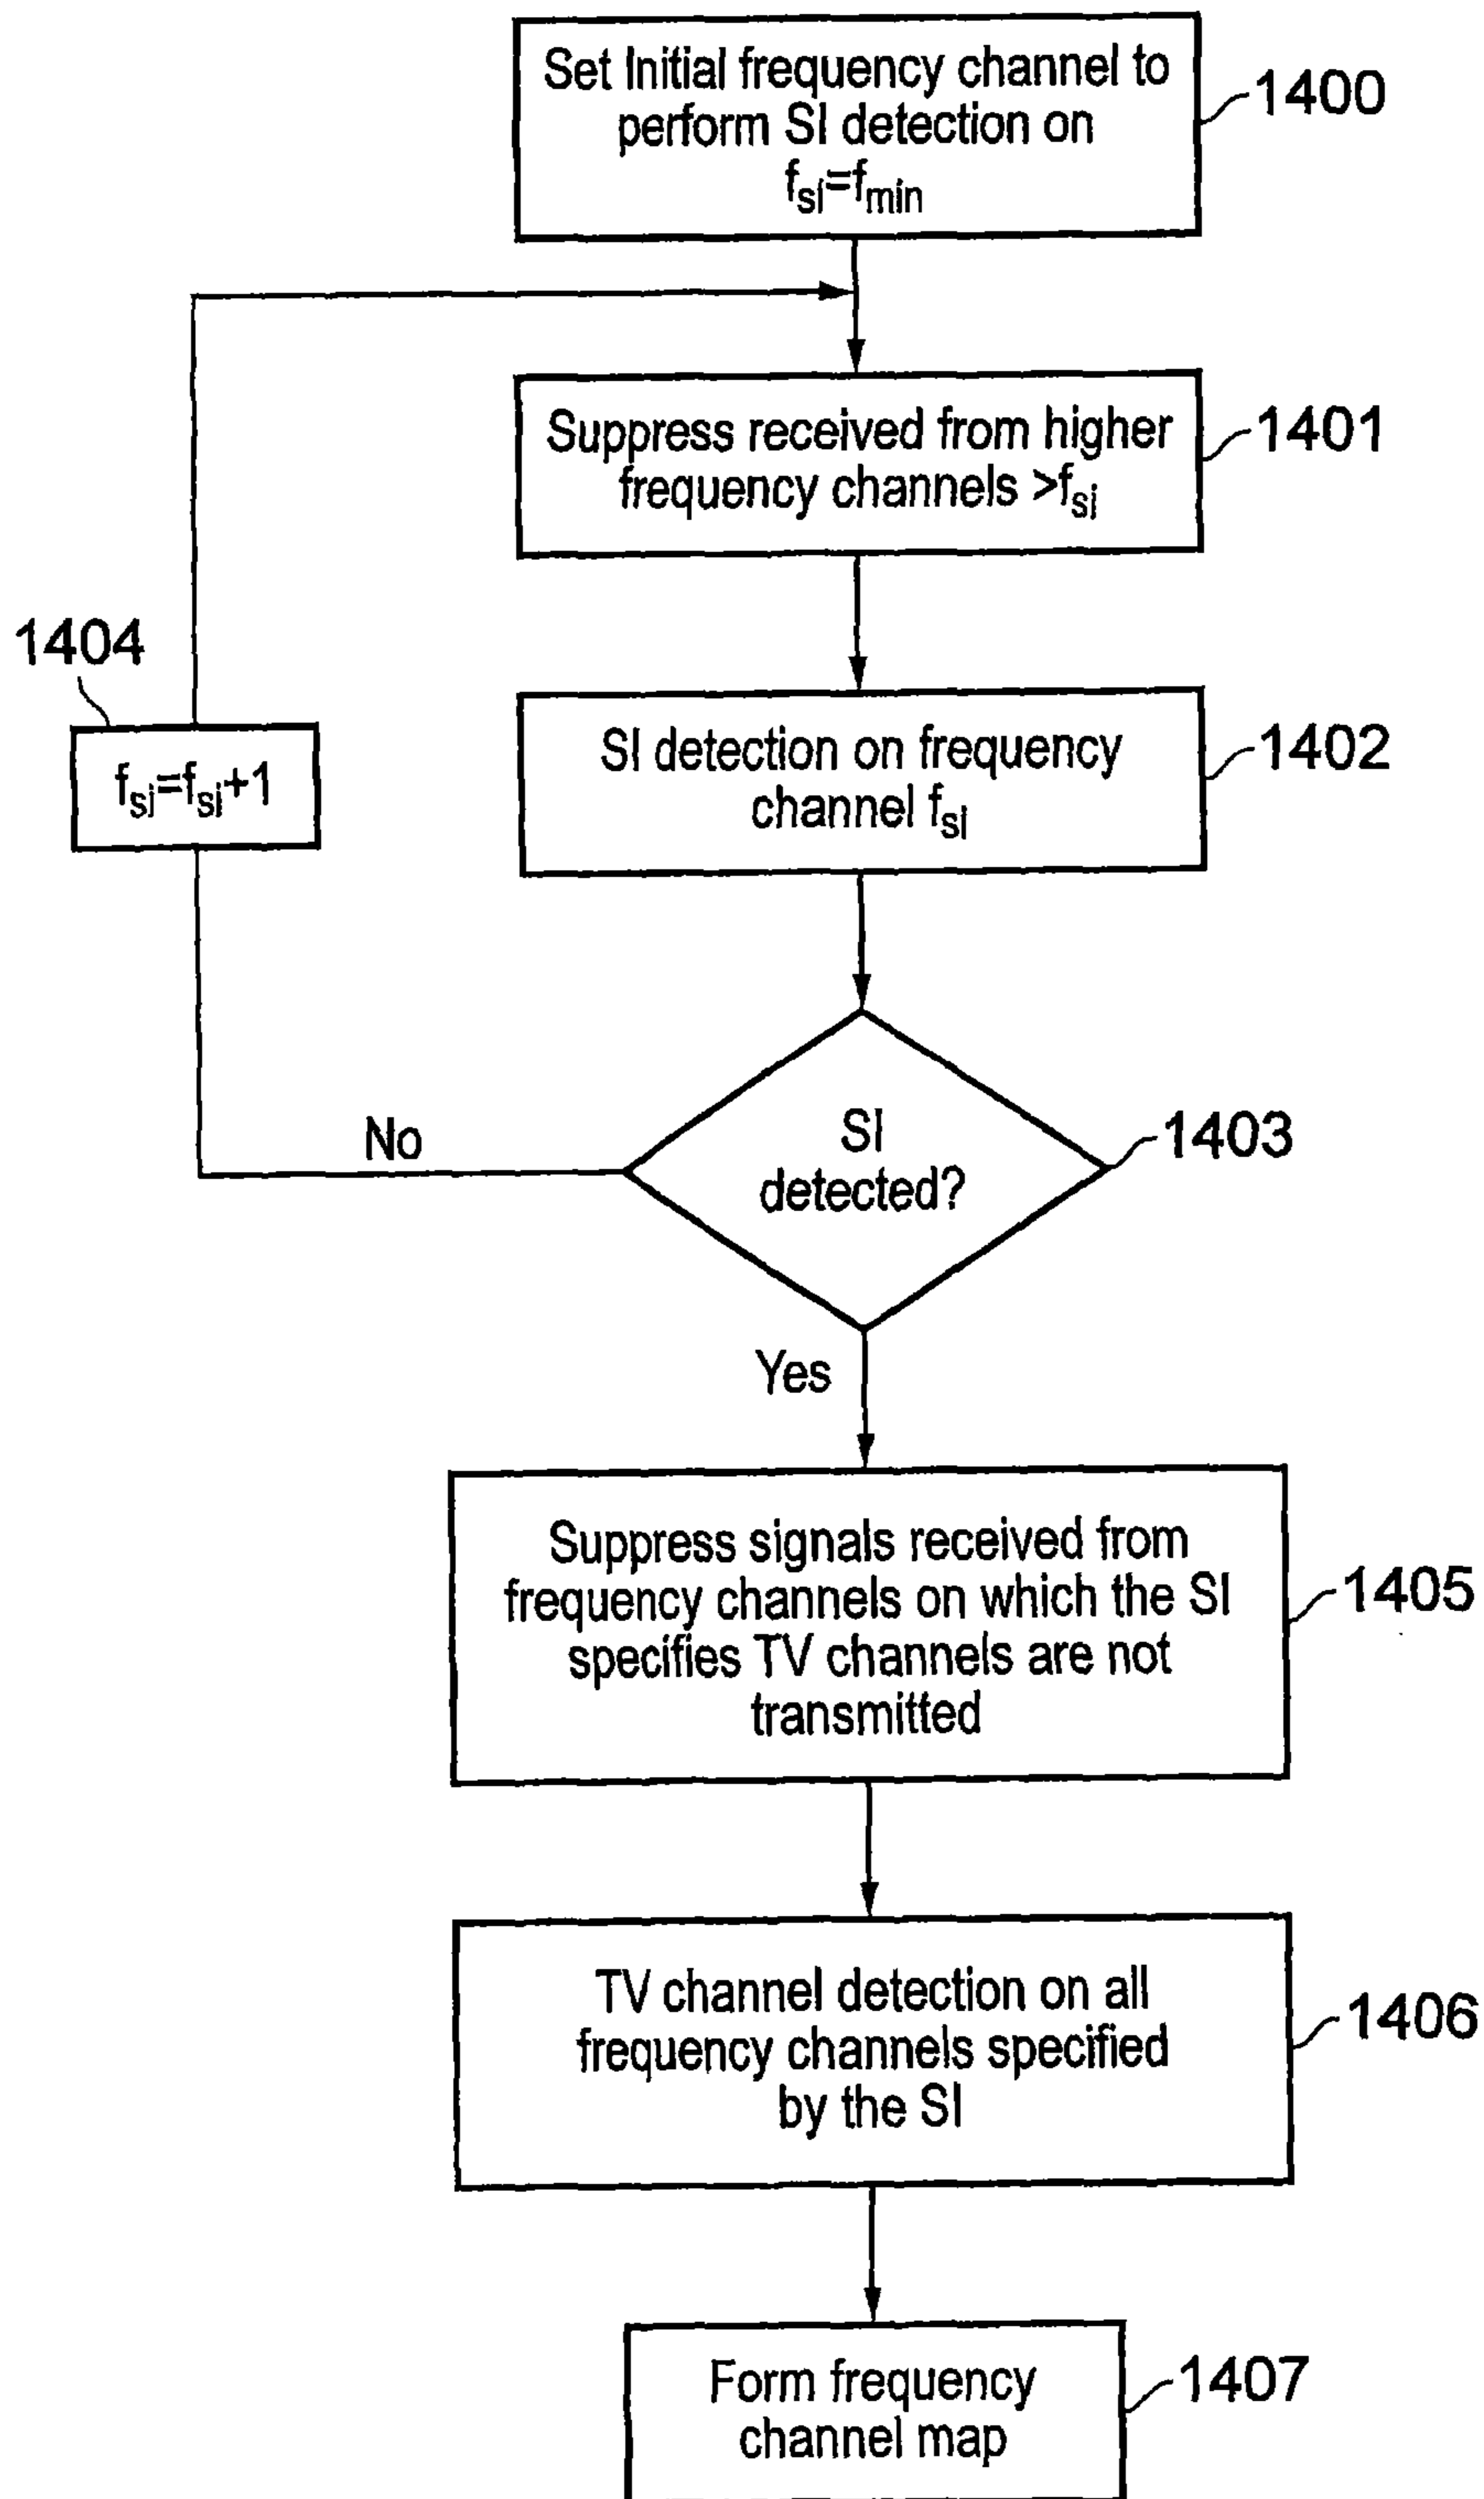 Set Initial frequency channel to
perform SI detection on
fsi=fmin
1400
Suppress received from higher
frequency channels >fsi
1401
1404
fsi=fsi+1
SI detection on frequency
channel fsi
1402
SI
detected?
1403
No
Yes
Suppress signals received from
frequency channels on which the SI
specifies TV channels are not
transmitted
1405
TV channel detection on all
frequency channels specified
by the SI
1406
Form frequency
channel map
1407